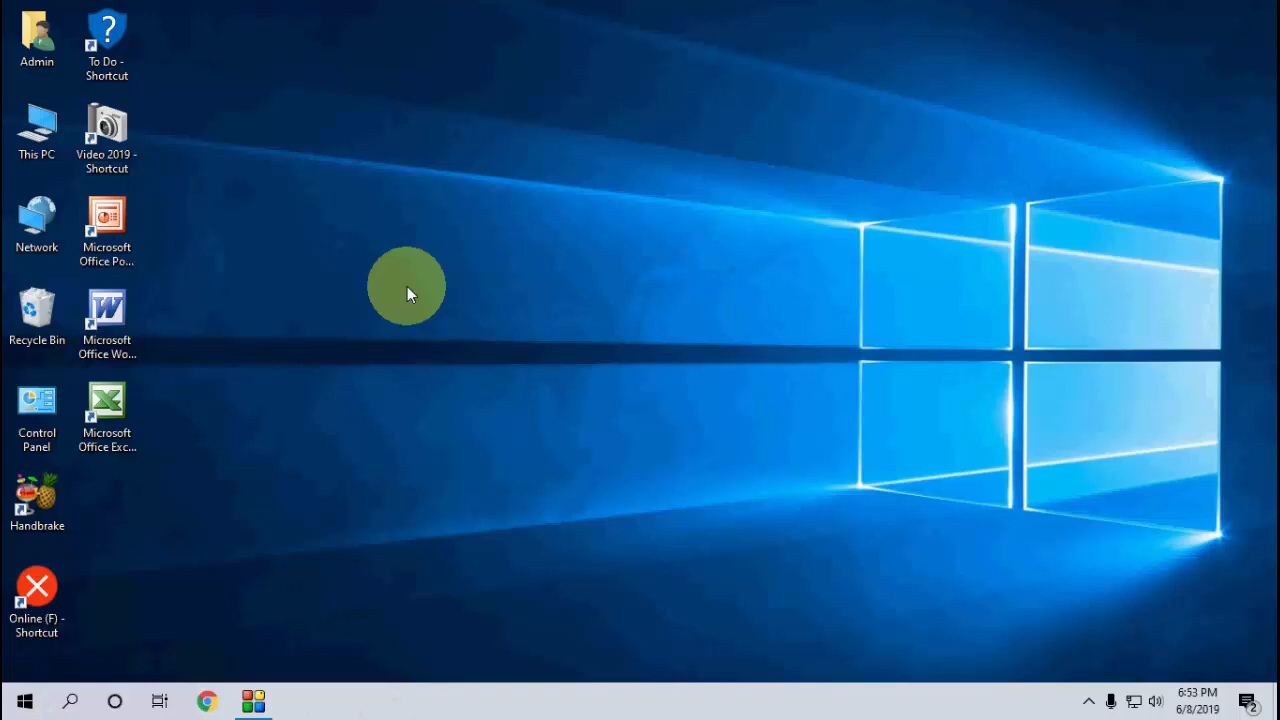 Admin
To Do -
Shortcut
This PC
Video 2019 -
Shortcut
Network
Microsoft
Office Po...
Recycle Bin
Microsoft
Office Wo...
Control
Panel
Microsoft
Office Exc...
Handbrake
Online (F) -
Shortcut
6:53 PM
6/8/2019
2